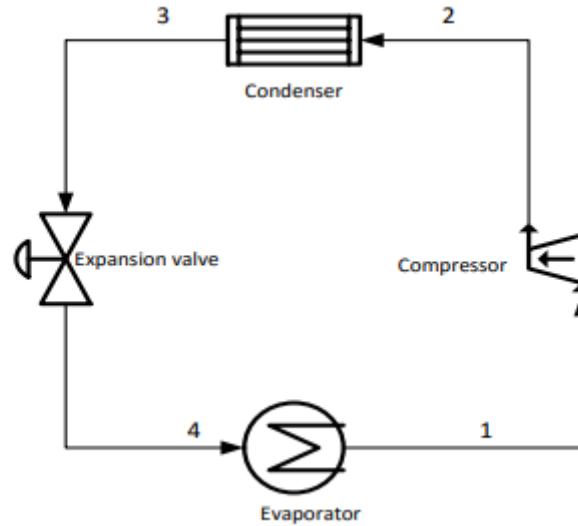 3
2
Condenser
Expansion valve
Compressor
4
1
Evaporator